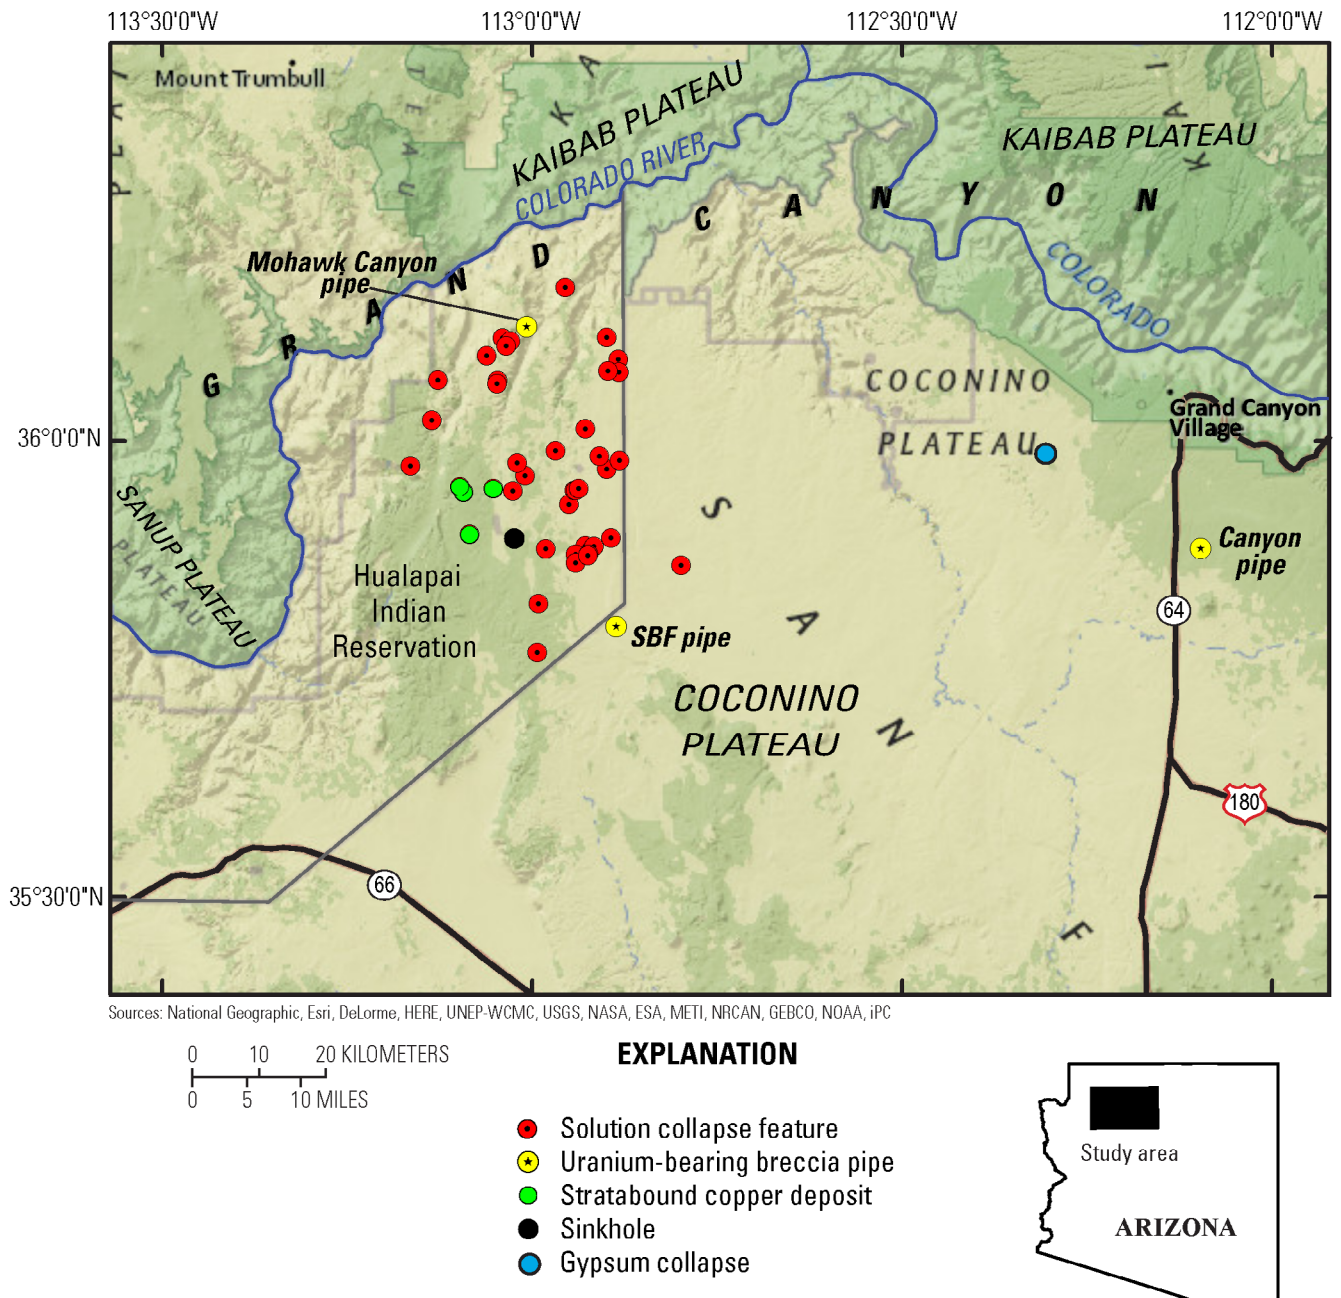 113°30'0"W
113°0'0"W
112°30'0"W
112°0'0"W
Mount Trumbull
KAIBAB PLATEAU
COLORADO RIVER
KAIBAB PLATEAU
GRAND CANYON
Mohawk Canyon
pipe
COLORADO
COCONINO
PLATEAU
Grand Canyon
Village
36°0'0"N
SANUP PLATEAU
PLATEAU
Hualapai
Indian
Reservation
Canyon
pipe
64
SBF pipe
COCONINO
PLATEAU
S A N F
180
66
35°30'0"N
Sources: National Geographic, Esri, DeLorme, HERE, UNEP-WCMC, USGS, NASA, ESA, METI, NRCAN, GEBCO, NOAA, iPC
0 10 20 KILOMETERS
0 5 10 MILES
EXPLANATION
Solution collapse feature
Uranium-bearing breccia pipe
Stratabound copper deposit
Sinkhole
Gypsum collapse
Study area
ARIZONA